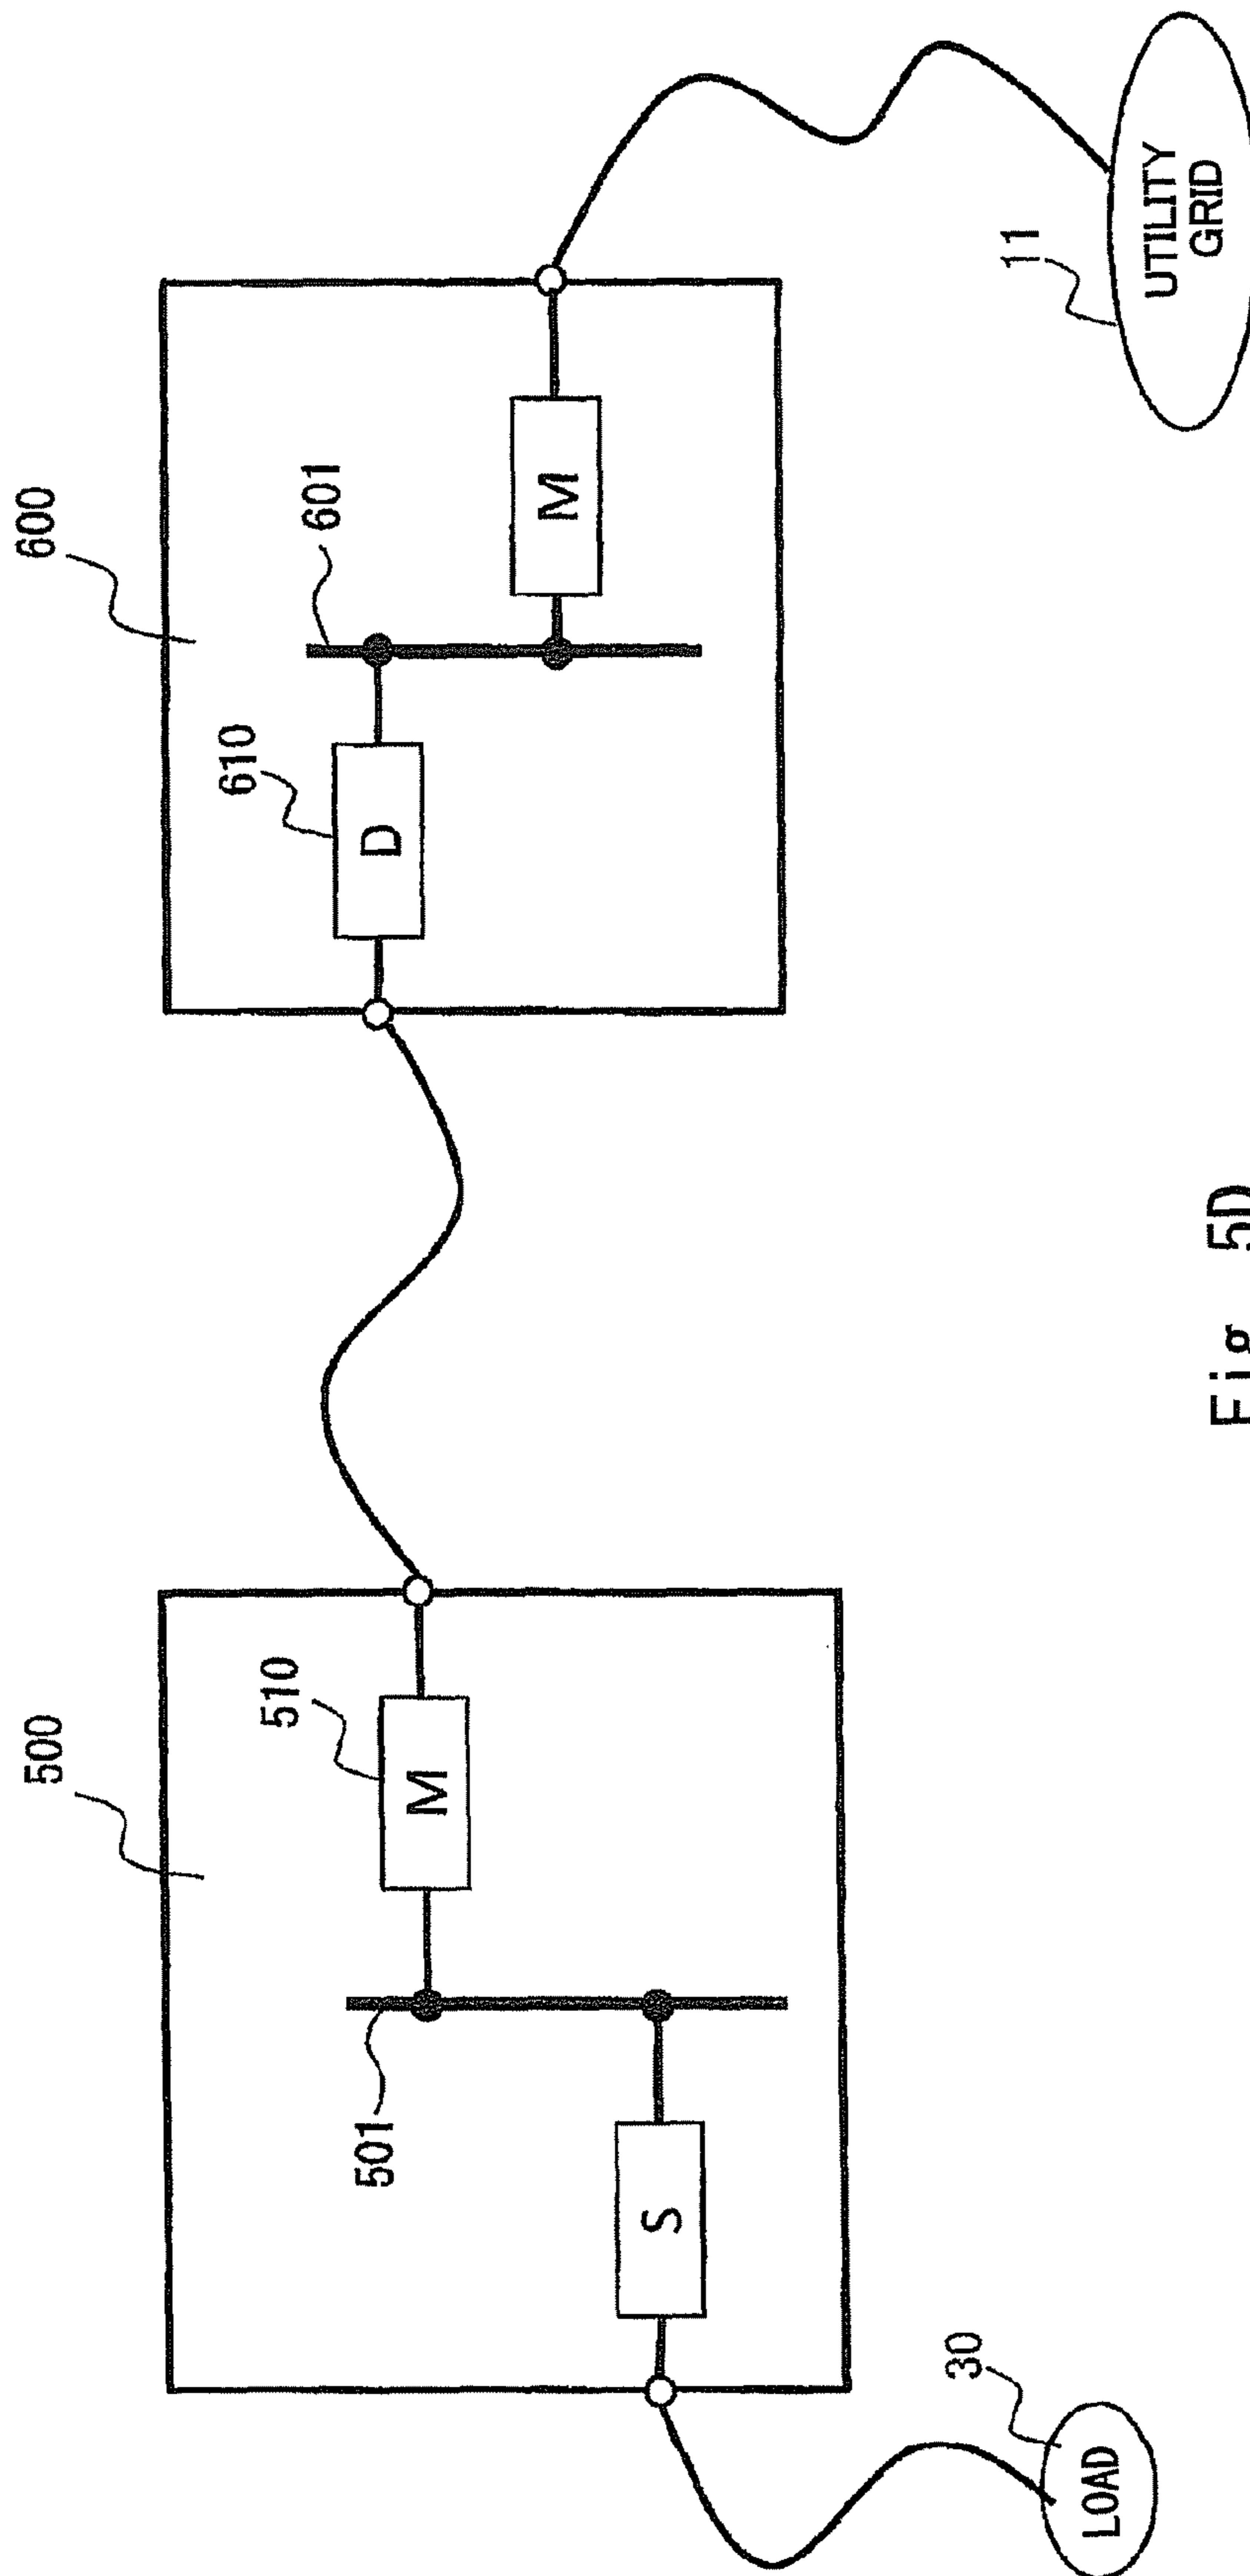 500
600
510
M
610
D
601
M
501
S
30
LOAD
11
UTILITY
GRID
Fig. 5D